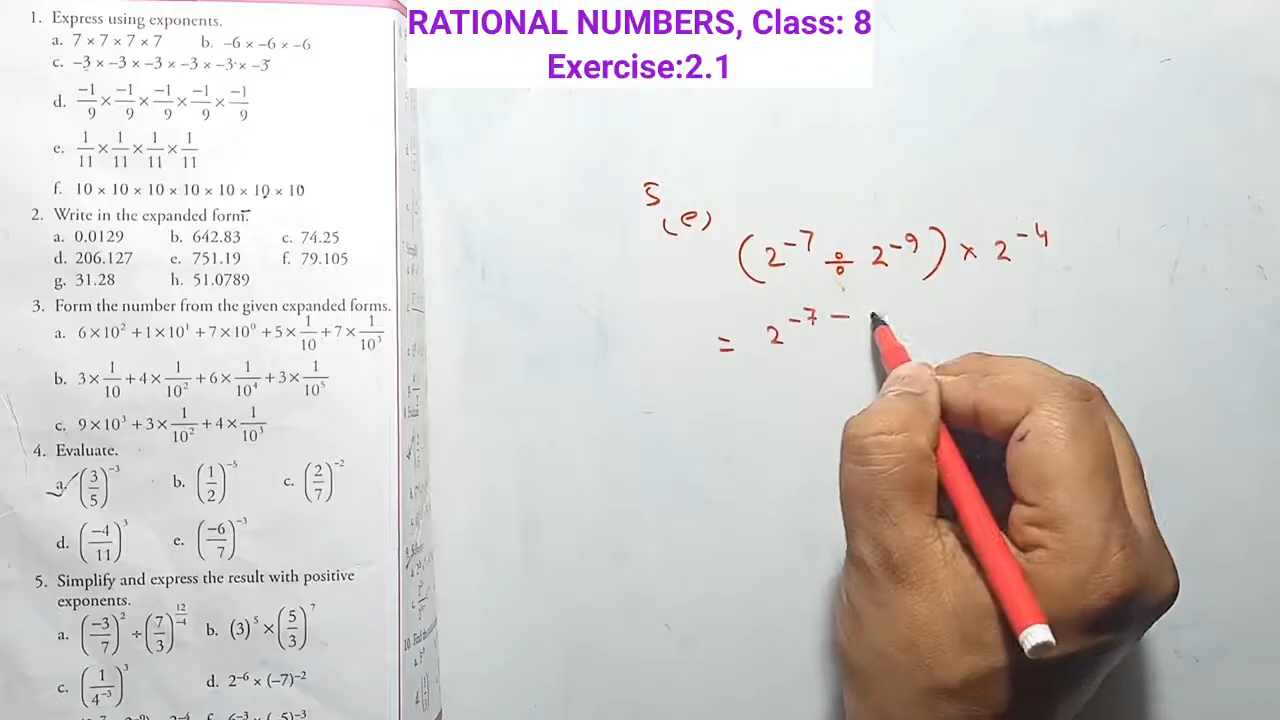 RATIONAL NUMBERS, Class: 8
Exercise:2.1
1. Express using exponents.
a. 7 × 7 × 7 × 7 b. −6 × −6 × −6
c. −3 × −3 × −3 × −3 × −3 × −3
d. −1/9 × −1/9 × −1/9 × −1/9 × −1/9
e. 1/11 × 1/11 × 1/11 × 1/11
f. 10 × 10 × 10 × 10 × 10 × 10 × 10
2. Write in the expanded form.
a. 0.0129 b. 642.83 c. 74.25
d. 206.127 e. 751.19 f. 79.105
g. 31.28 h. 51.0789
3. Form the number from the given expanded forms.
a. 6 × 10² + 1 × 10¹ + 7 × 10⁰ + 5 × 1/10 + 7 × 1/10³
b. 3 × 1/10 + 4 × 1/10² + 6 × 1/10⁴ + 3 × 1/10⁵
c. 9 × 10³ + 3 × 1/10² + 4 × 1/10³
4. Evaluate.
a. (3/5)⁻³ b. (1/2)⁻⁵ c. (2/7)⁻²
d. (−4/11)³ e. (−6/7)⁻³
5. Simplify and express the result with positive
exponents.
a. (−3/7)² ÷ (7/3)^(12/−4) b. (3)⁵ × (5/3)⁷
c. (1/4⁻³)³ d. 2⁻⁶ × (−7)⁻²
5
(e) (2⁻⁷ ÷ 2⁻⁹) × 2⁻⁴
= 2⁻⁷ ⁻